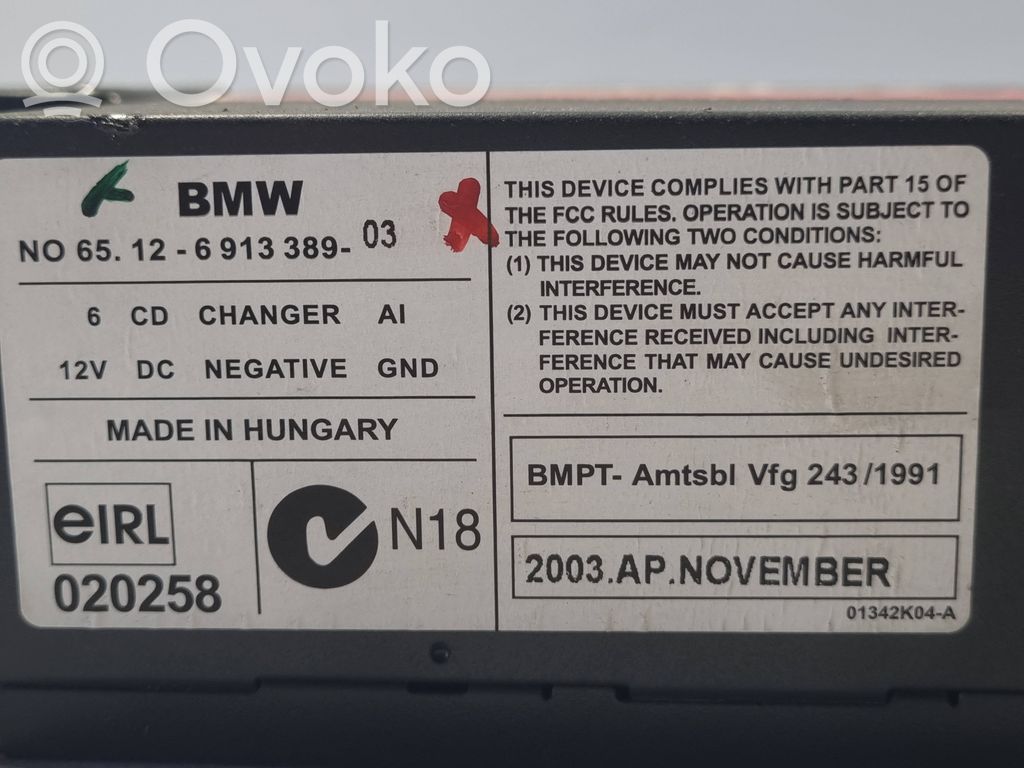 Ovoko
BMW
NO 65. 12 - 6 913 389- 03
6 CD CHANGER AI
12V DC NEGATIVE GND
MADE IN HUNGARY
eIRL
020258
N18
THIS DEVICE COMPLIES WITH PART 15 OF
THE FCC RULES. OPERATION IS SUBJECT TO
THE FOLLOWING TWO CONDITIONS:
(1) THIS DEVICE MAY NOT CAUSE HARMFUL
INTERFERENCE.
(2) THIS DEVICE MUST ACCEPT ANY INTER-
FERENCE RECEIVED INCLUDING INTER-
FERENCE THAT MAY CAUSE UNDESIRED
OPERATION.
BMPT- Amtsbl Vfg 243/1991
2003.AP.NOVEMBER
01342K04-A